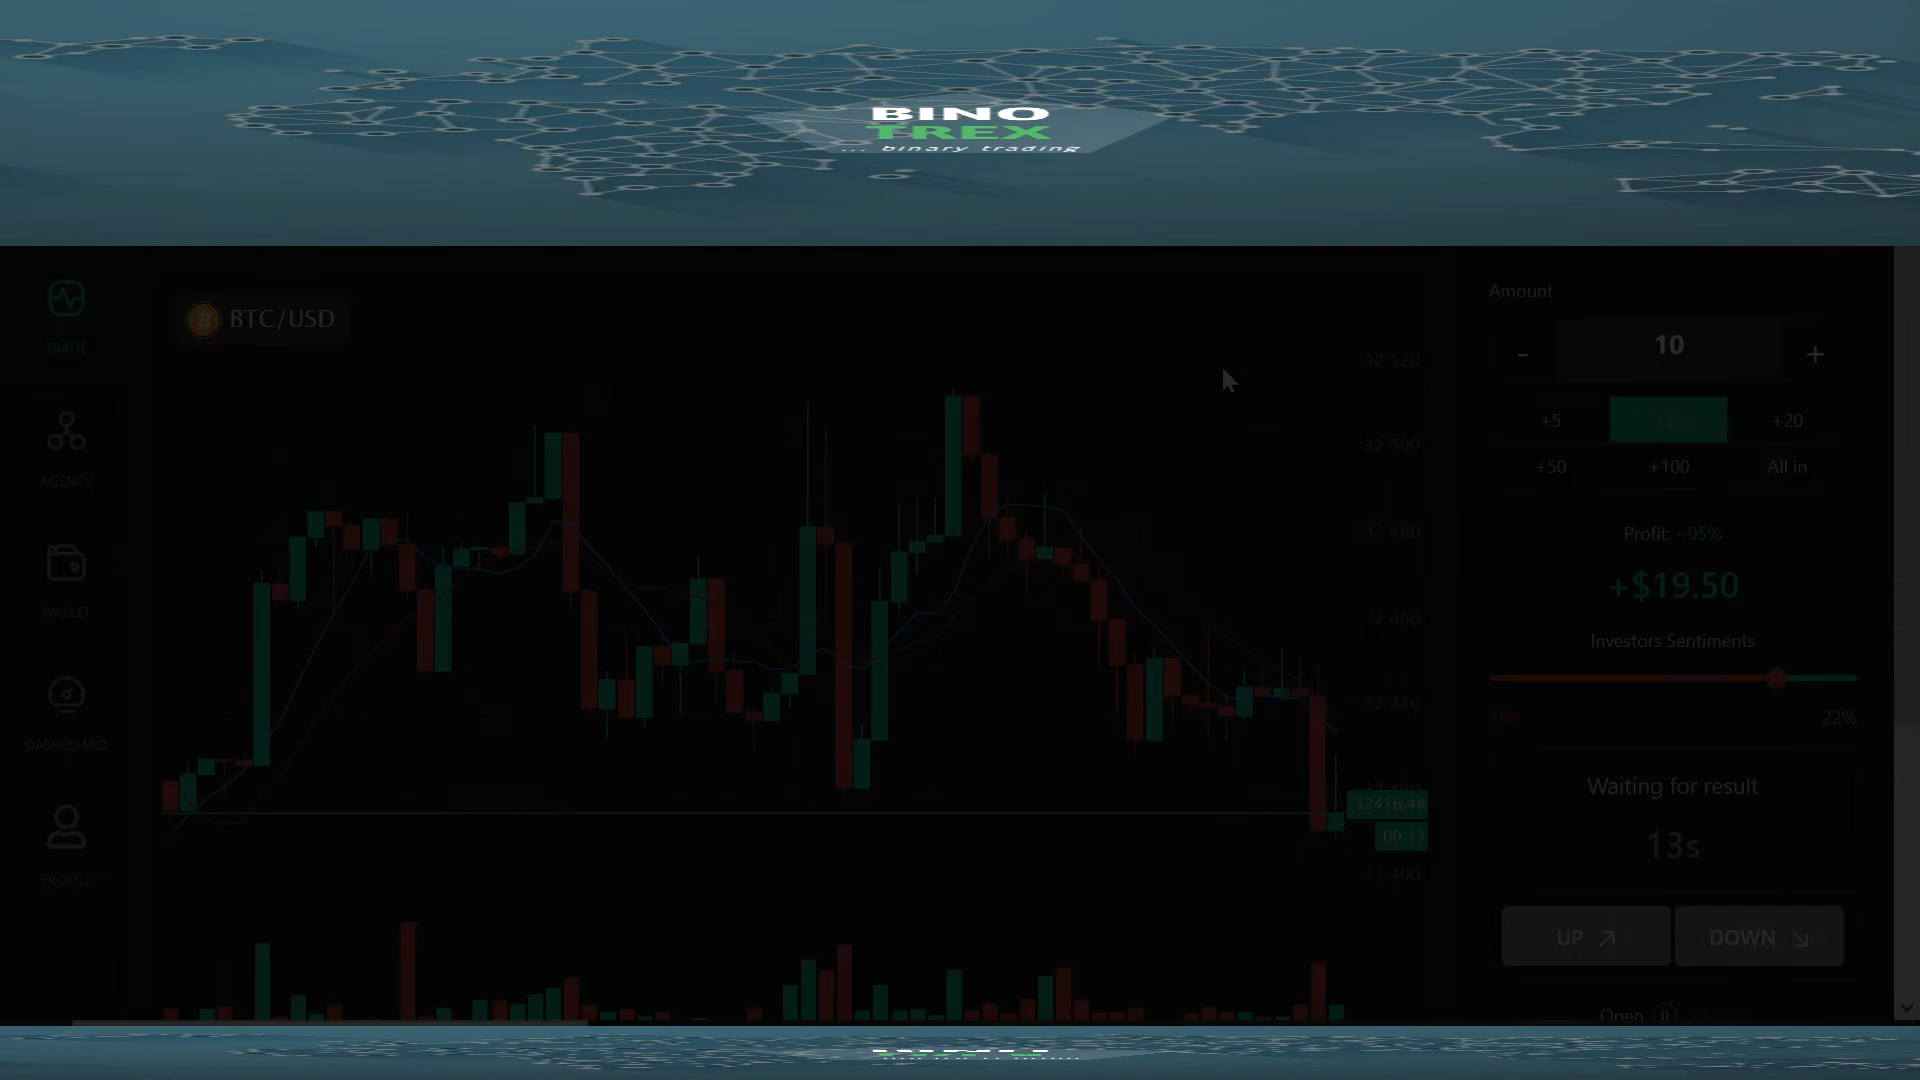 BINO
TREX
... binary trading
TRADE
AGENCY
WALLET
DASHBOARD
PROFILE
BTC/USD
32 520
32 500
32 480
32 460
32 440
32416.48
00:13
32 400
Amount
- 10 +
+5 +20
+50 +100 All in
Profit: ~95%
+$19.50
Investors Sentiments
22%
Waiting for result
13s
UP DOWN
Open 0